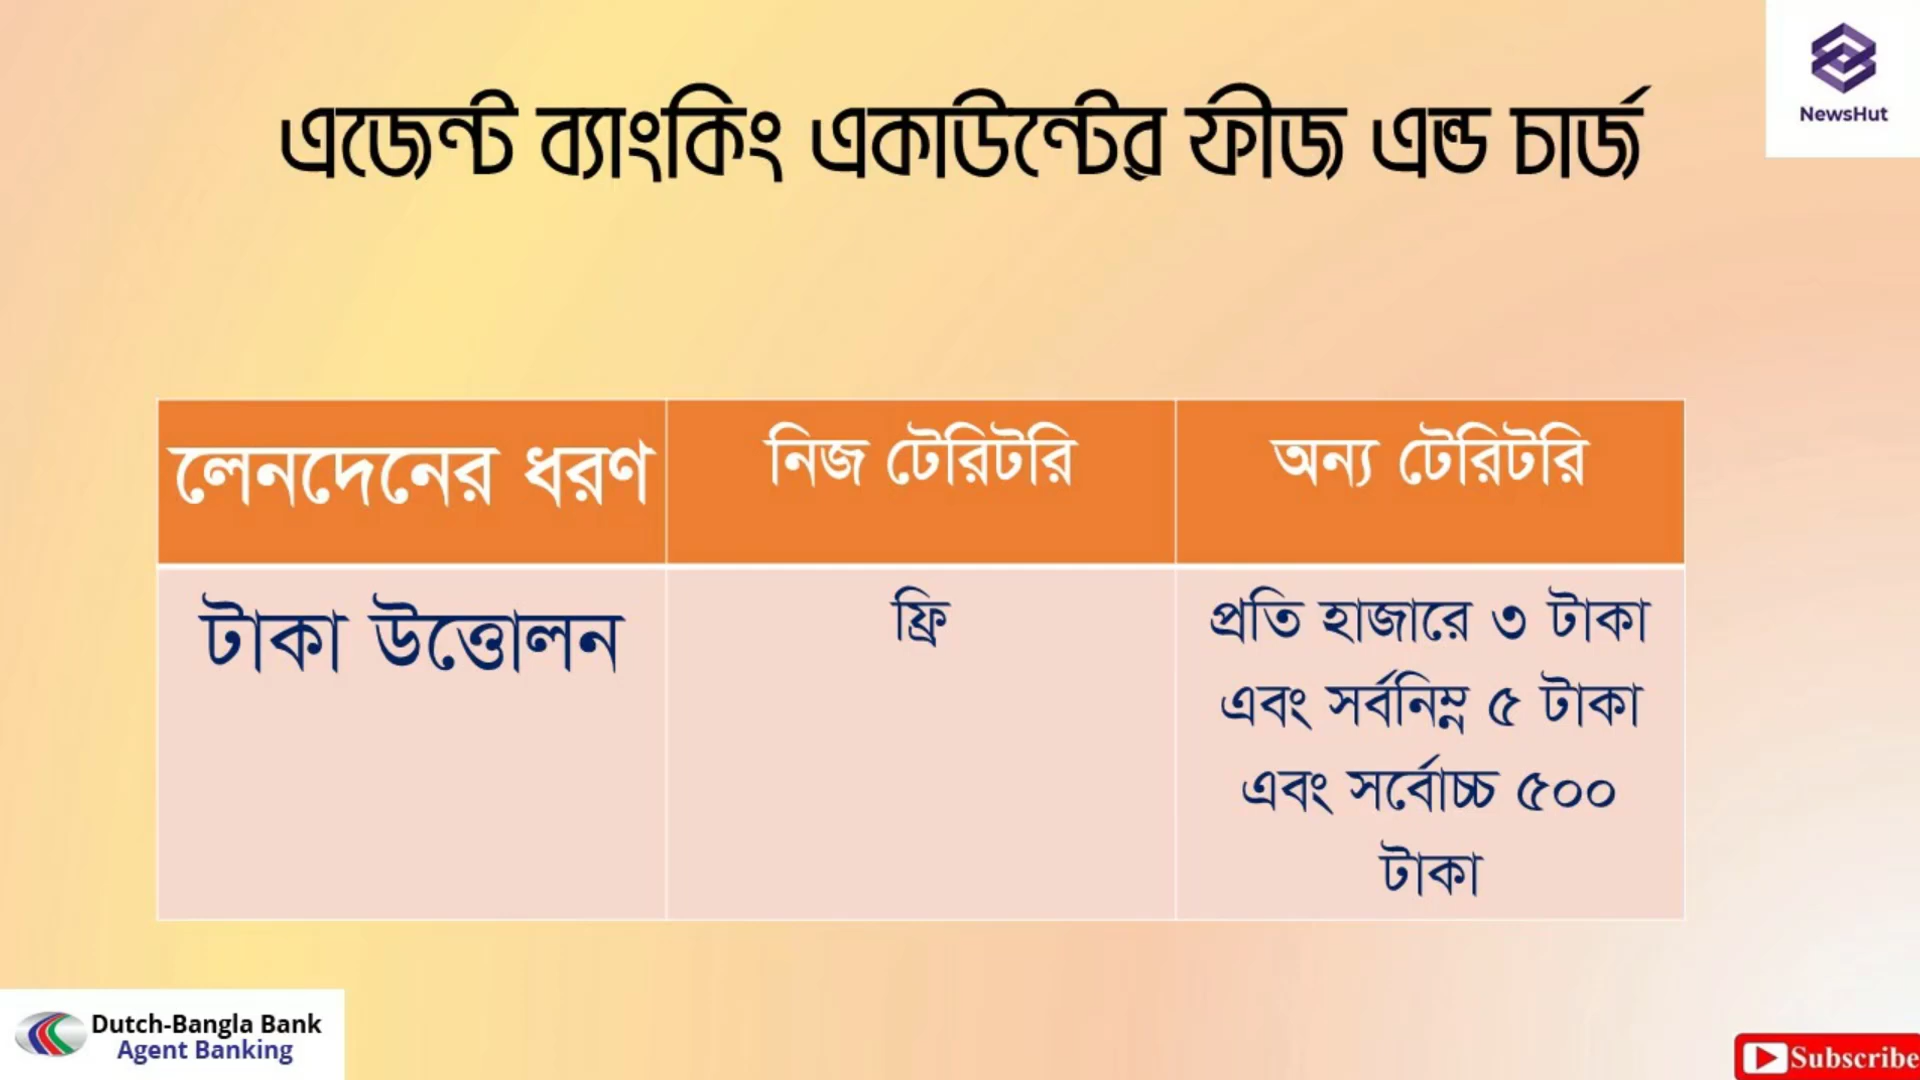 NewsHut
এজেন্ট ব্যাংকিং একাউন্টের ফীজ এন্ড চার্জ
লেনদেনের ধরণ
নিজ টেরিটরি
অন্য টেরিটরি
টাকা উত্তোলন
ফ্রি
প্রতি হাজারে ৩ টাকা
এবং সর্বনিম্ন ৫ টাকা
এবং সর্বোচ্চ ৫০০
টাকা
Dutch-Bangla Bank
Agent Banking
Subscribe